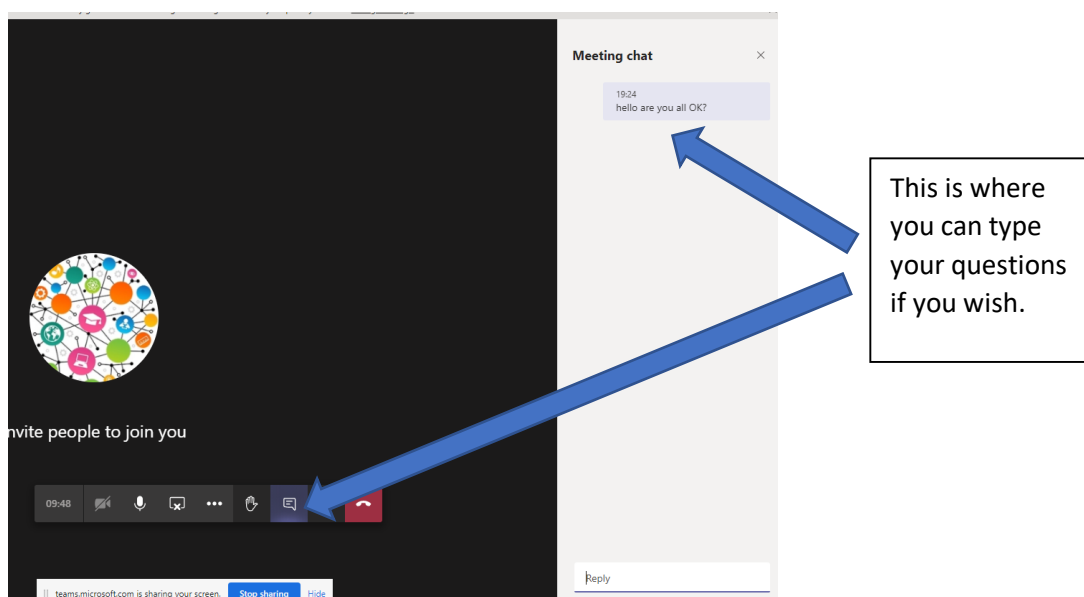 Meeting chat
19:24
hello are you all OK?
This is where
you can type
your questions
if you wish.
nvite people to join you
09:48
Reply
teams.microsoft.com is sharing your screen.
Stop sharing
Hide